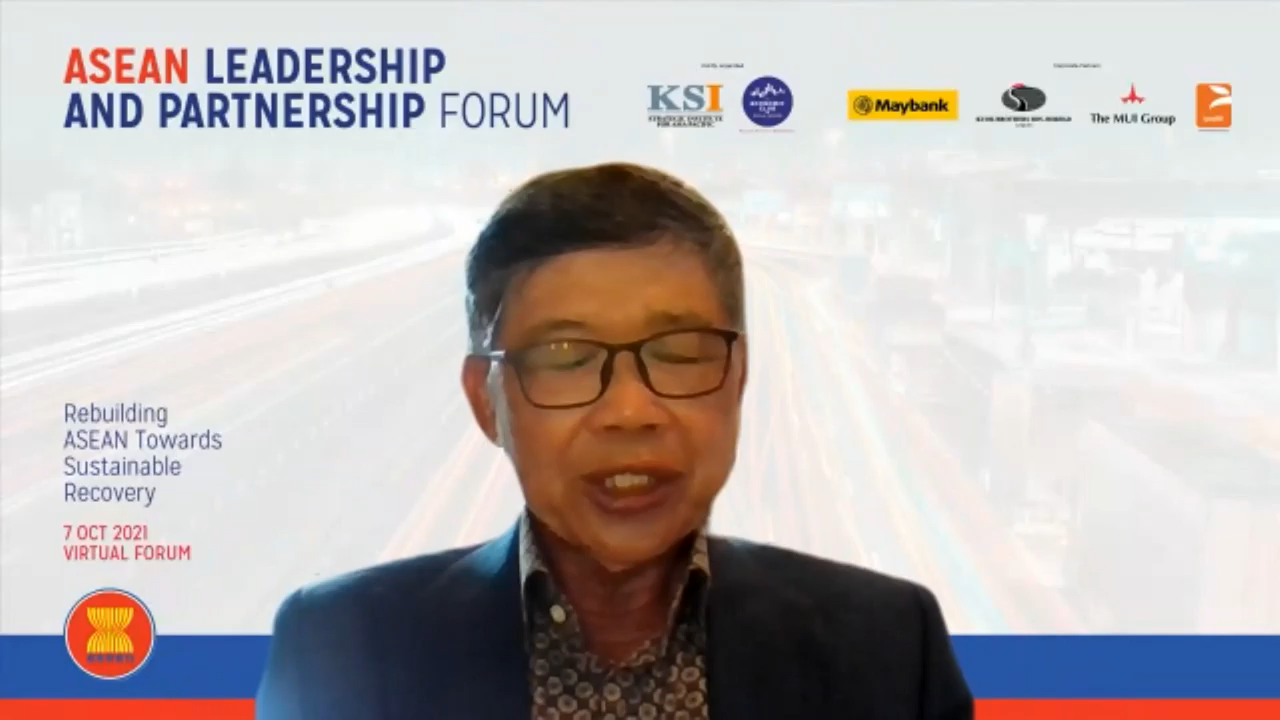 ASEAN LEADERSHIP
AND PARTNERSHIP FORUM
KSI
STRATEGIC INSTITUTE
FOR ASIA PACIFIC
Maybank
The MUI Group
Rebuilding
ASEAN Towards
Sustainable
Recovery
7 OCT 2021
VIRTUAL FORUM